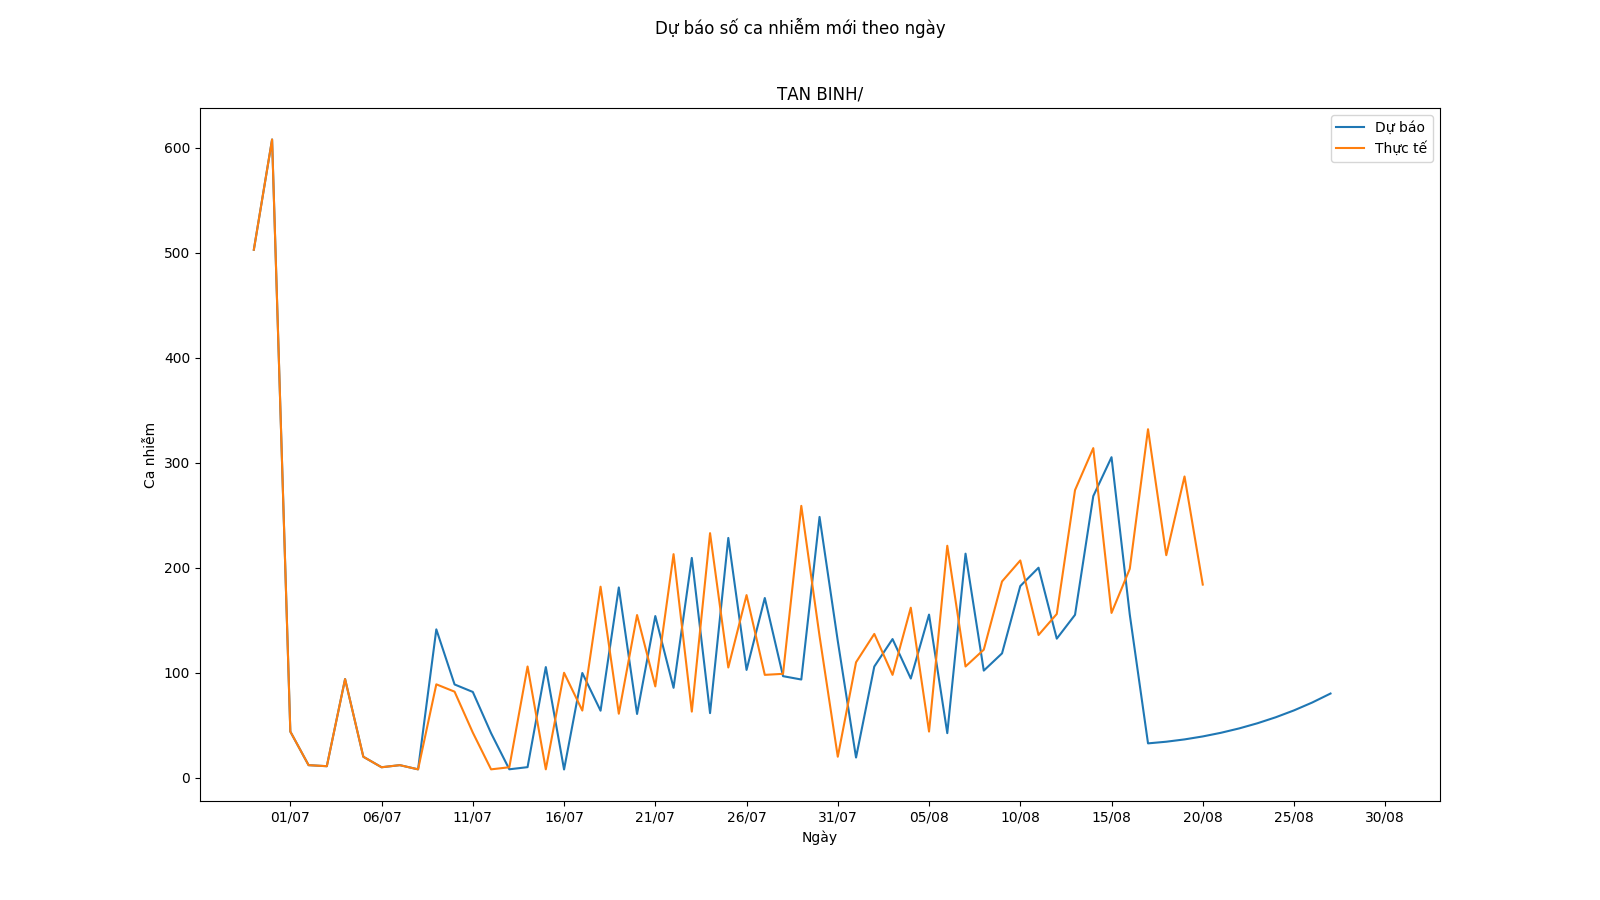 Dự báo số ca nhiễm mới theo ngày
TAN BINH/
Dự báo
Thực tế
600
500
400
300
200
100
0
Ca nhiễm
01/07 06/07 11/07 16/07 21/07 26/07 31/07 05/08 10/08 15/08 20/08 25/08 30/08
Ngày